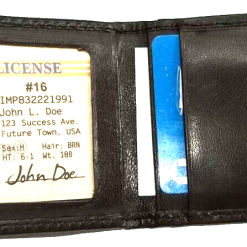 LICENSE
#16
IMP832221991
John L. Doe
123 Success Ave.
Future Town. USA
Sex:M Hair: BRN
HT: 6-1 Wt. 188
John Doe